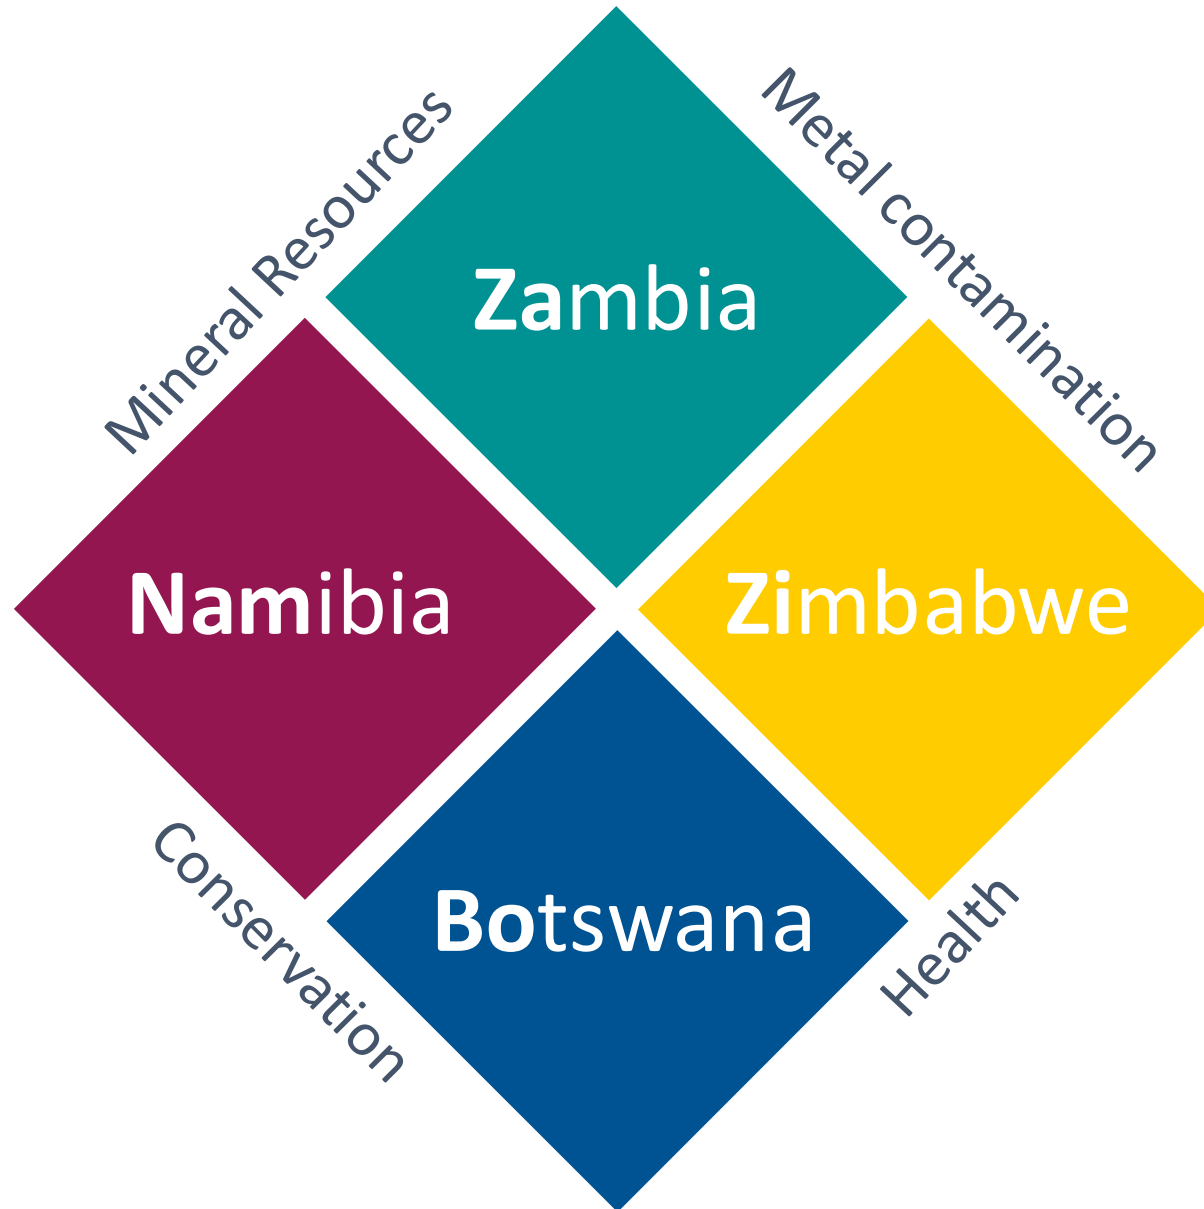 Mineral Resources
Metal contamination
Zambia
Namibia
Zimbabwe
Botswana
Conservation
Health